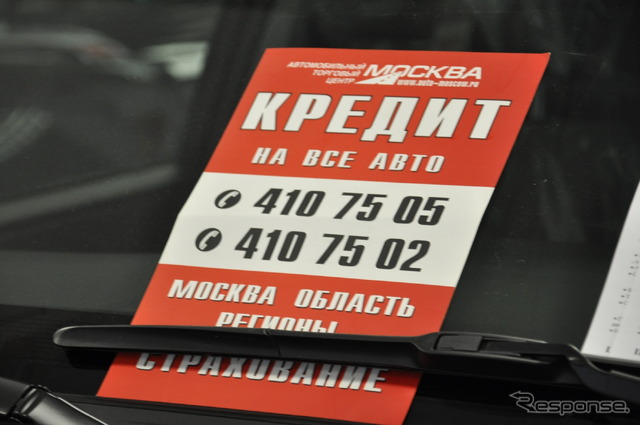 АВТОМОБИЛЬНЫЙ
ТОРГОВЫЙ
ЦЕНТР
МОСКВА
www.auto-moscow.ru
КРЕДИТ
НА ВСЕ АВТО
410 75 05
410 75 02
МОСКВА ОБЛАСТЬ
РЕГИОНЫ
СТРАХОВАНИЕ
Response.